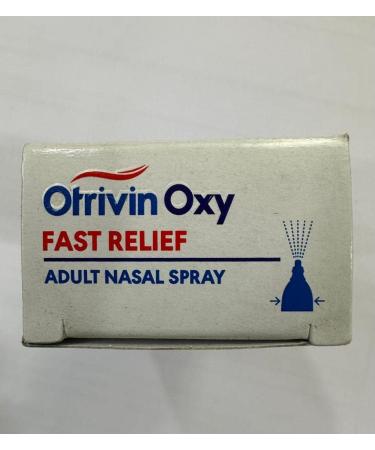 Otrivin Oxy
FAST RELIEF
ADULT NASAL SPRAY